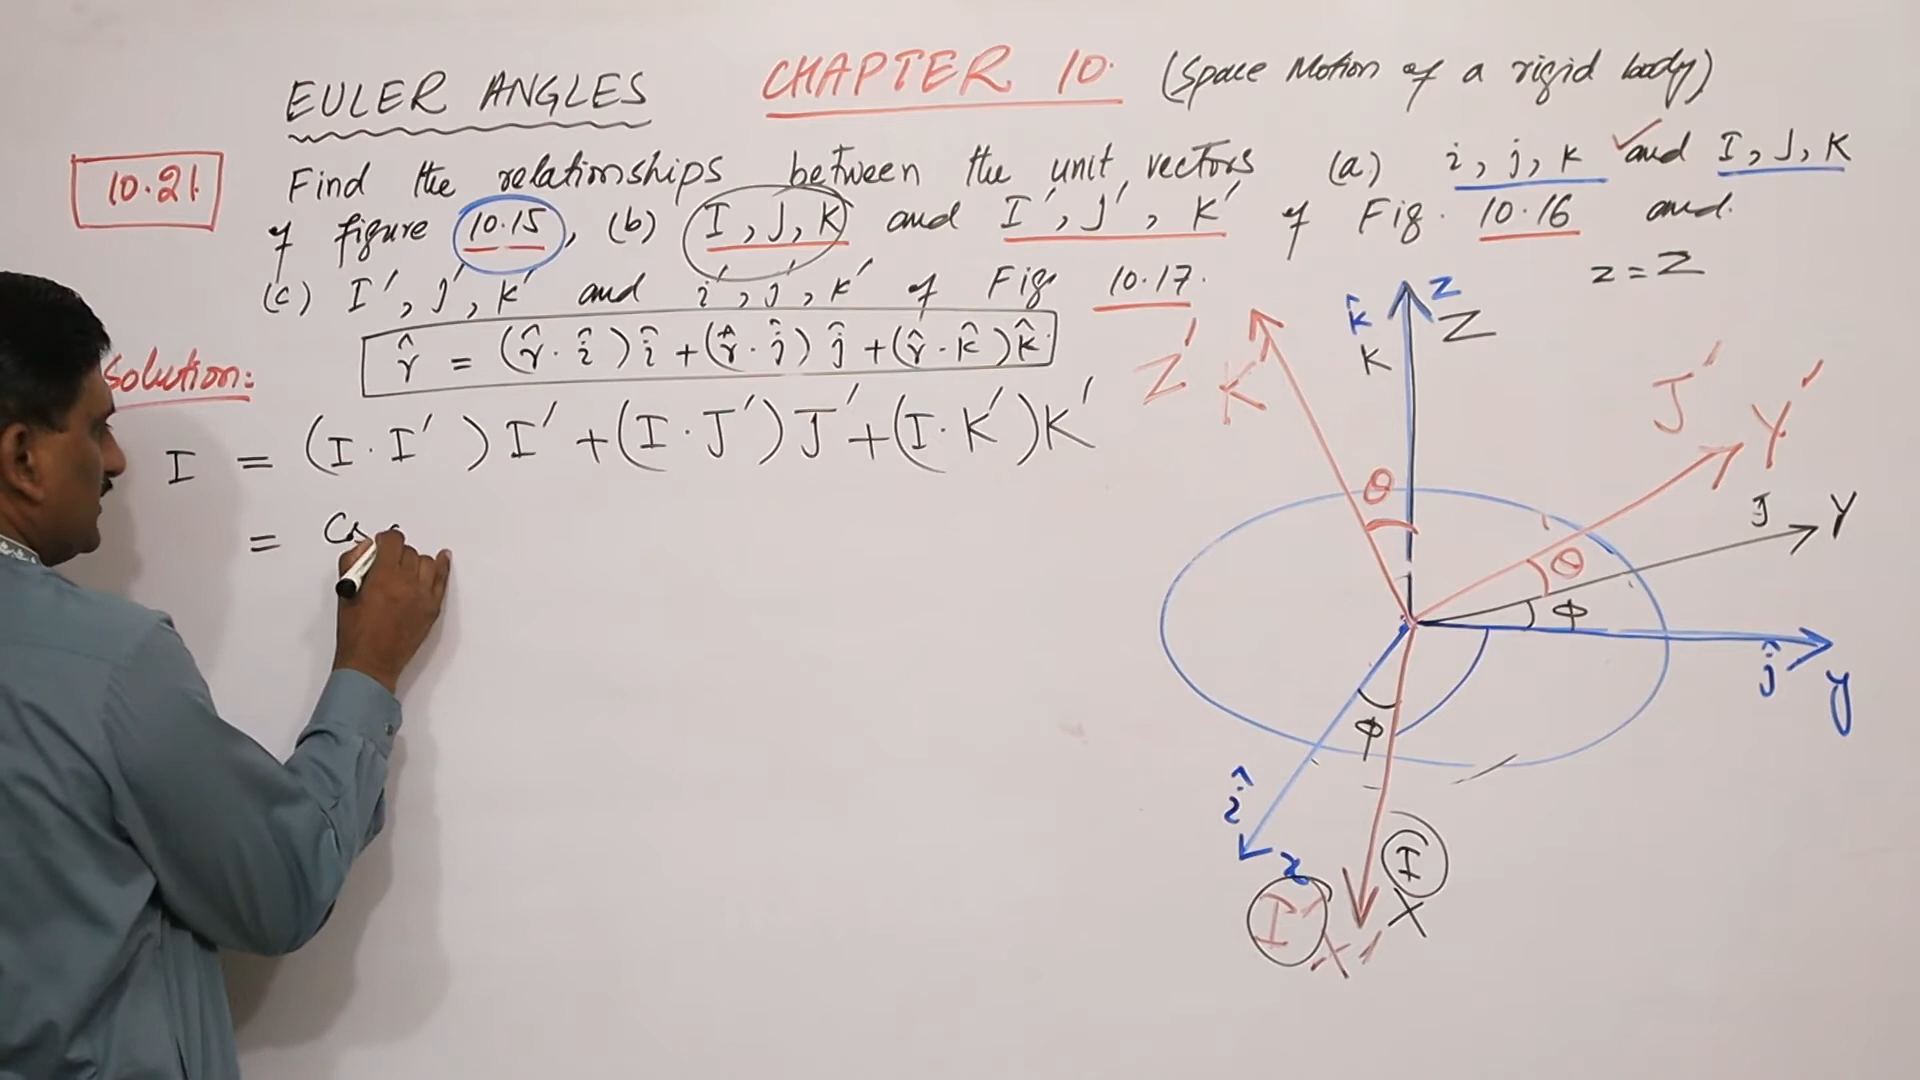 EULER ANGLES CHAPTER 10. (Space Motion of a rigid body)
10.21. Find the relationships between the unit vectors (a) i, j, k and I, J, K
of figure 10.15, (b) I, J, K and I', J', K' of Fig. 10.16 and.
(c) I', J', K' and i', j', k' of Fig 10.17.
z = Z
Solution:
r̂ = (r̂ · î) î + (r̂ · ĵ) ĵ + (r̂ · k̂) k̂
I = (I · I') I' + (I · J') J' + (I · K') K'
= Cos
k̂ z
K Z
Z' K'
J' Y'
J Y
θ
θ
φ
ĵ y
φ
î x
I X
I' X'